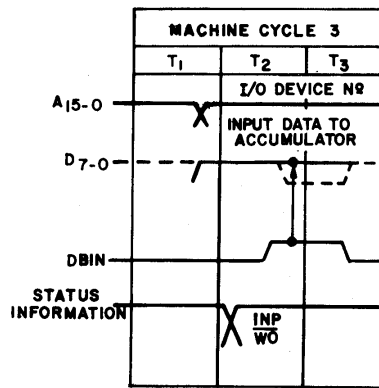 MACHINE CYCLE 3
T1 T2 T3
A15-0
I/O DEVICE Nº
INPUT DATA TO
ACCUMULATOR
D7-0
DBIN
STATUS
INFORMATION
INP
WO